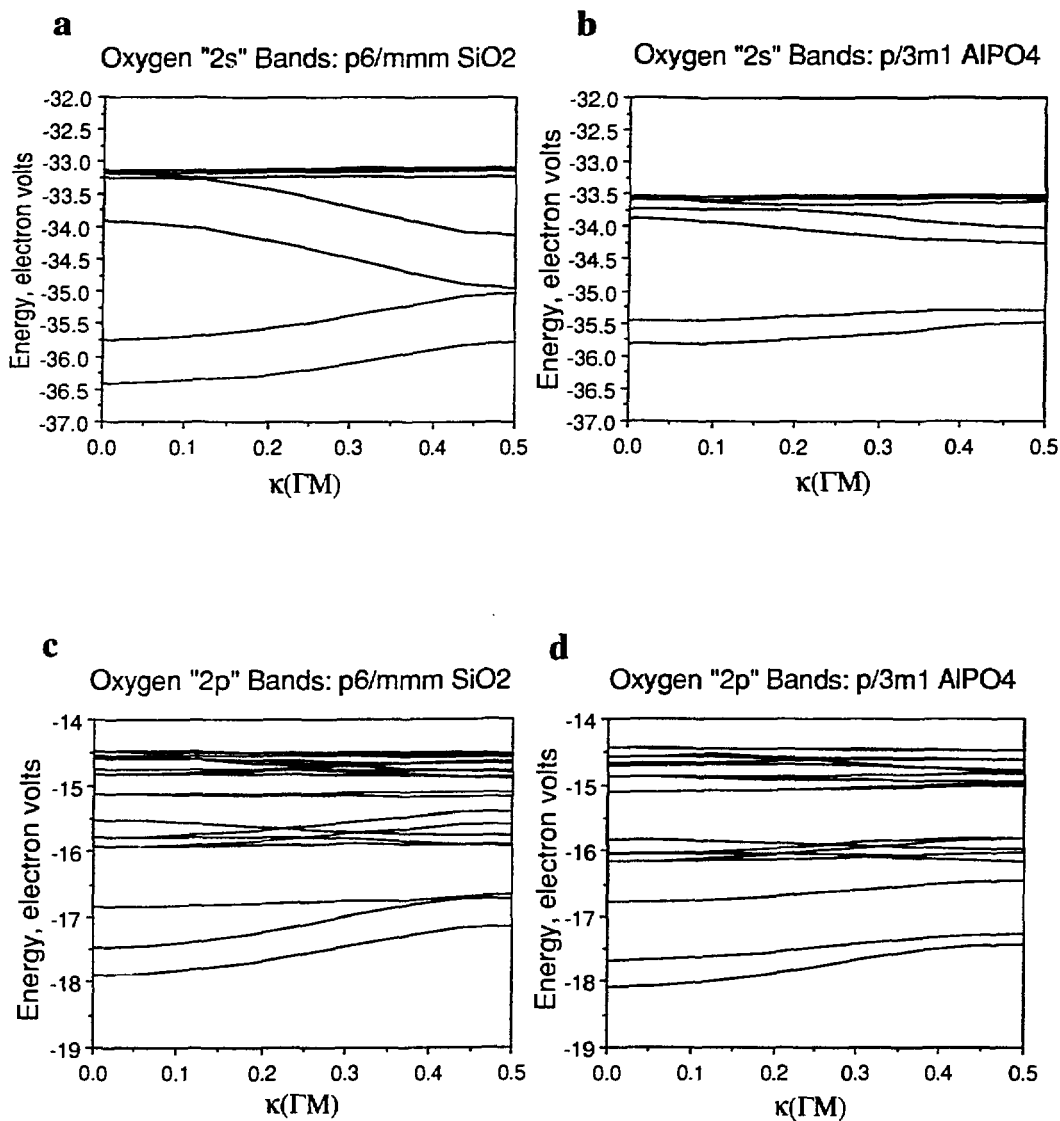 a
Oxygen "2s" Bands: p6/mmm SiO2
-32.0
-32.5
-33.0
-33.5
-34.0
-34.5
-35.0
-35.5
-36.0
-36.5
-37.0
Energy, electron volts
0.0 0.1 0.2 0.3 0.4 0.5
κ(ΓM)
b
Oxygen "2s" Bands: p/3m1 AlPO4
-32.0
-32.5
-33.0
-33.5
-34.0
-34.5
-35.0
-35.5
-36.0
-36.5
-37.0
Energy, electron volts
0.0 0.1 0.2 0.3 0.4 0.5
κ(ΓM)
c
Oxygen "2p" Bands: p6/mmm SiO2
-14
-15
-16
-17
-18
-19
Energy, electron volts
0.0 0.1 0.2 0.3 0.4 0.5
κ(ΓM)
d
Oxygen "2p" Bands: p/3m1 AlPO4
-14
-15
-16
-17
-18
-19
Energy, electron volts
0.0 0.1 0.2 0.3 0.4 0.5
κ(ΓM)